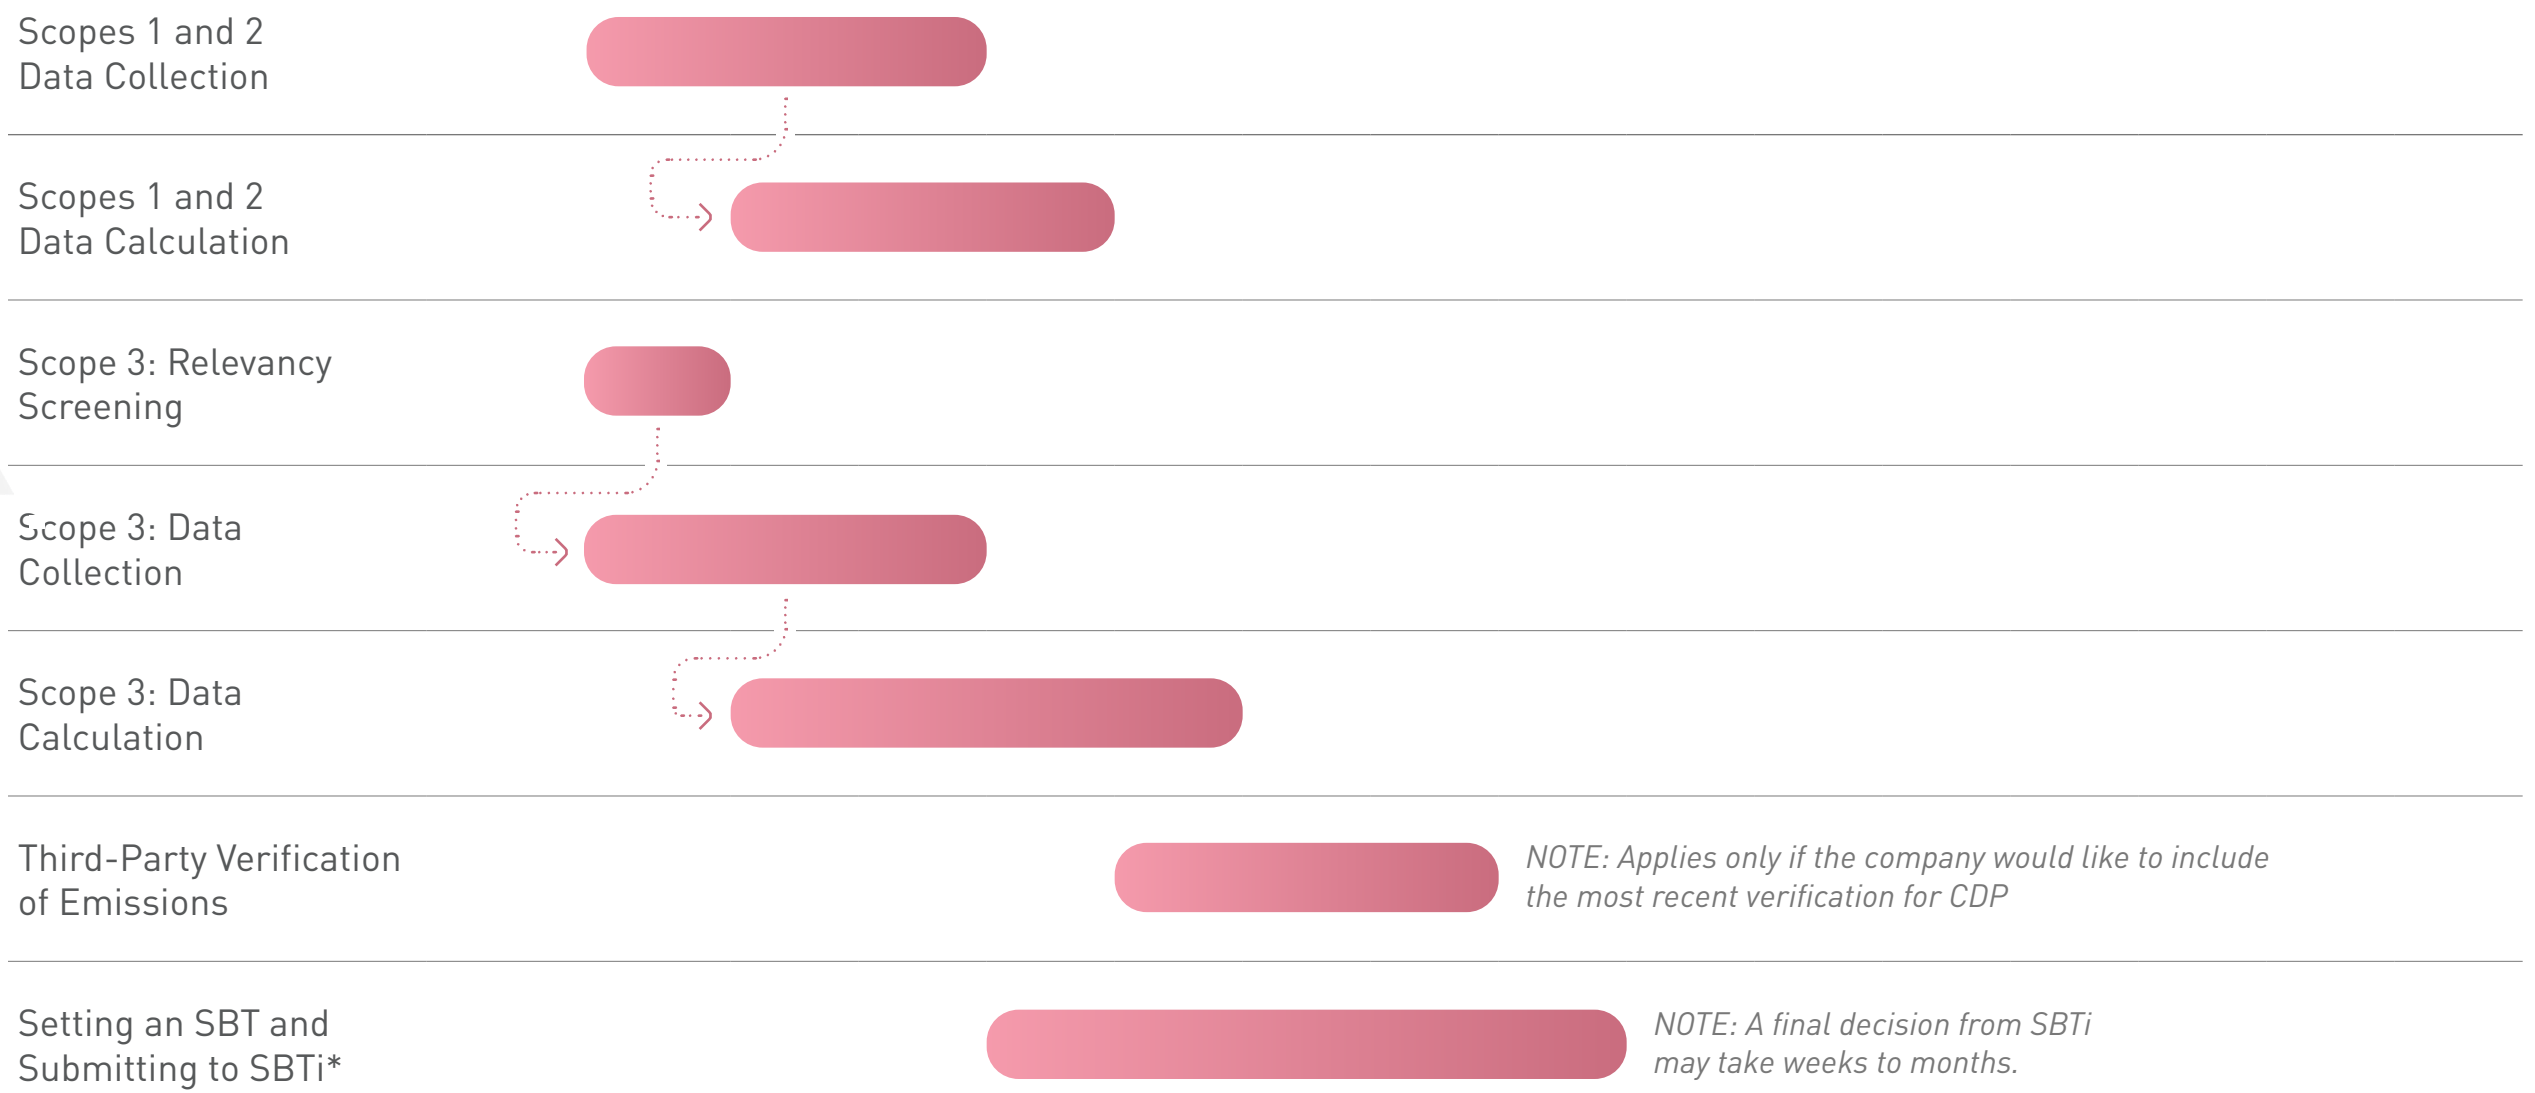 Scopes 1 and 2
Data Collection
Scopes 1 and 2
Data Calculation
Scope 3: Relevancy
Screening
Scope 3: Data
Collection
Scope 3: Data
Calculation
Third-Party Verification
of Emissions
NOTE: Applies only if the company would like to include
the most recent verification for CDP
Setting an SBT and
Submitting to SBTi*
NOTE: A final decision from SBTi
may take weeks to months.